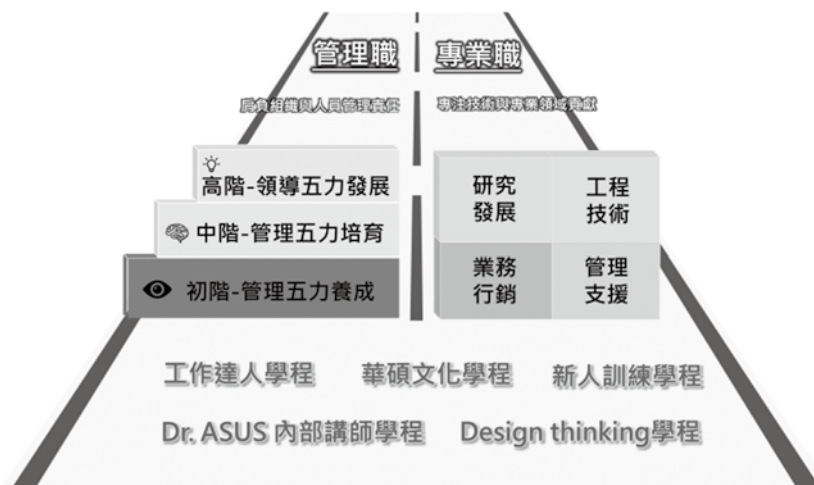 管理職
專業職
肩負組織與人員管理責任
專注技術與專業領域貢獻
高階-領導五力發展
中階-管理五力培育
初階-管理五力養成
研究
發展
工程
技術
業務
行銷
管理
支援
工作達人學程
華碩文化學程
新人訓練學程
Dr. ASUS 內部講師學程
Design thinking學程